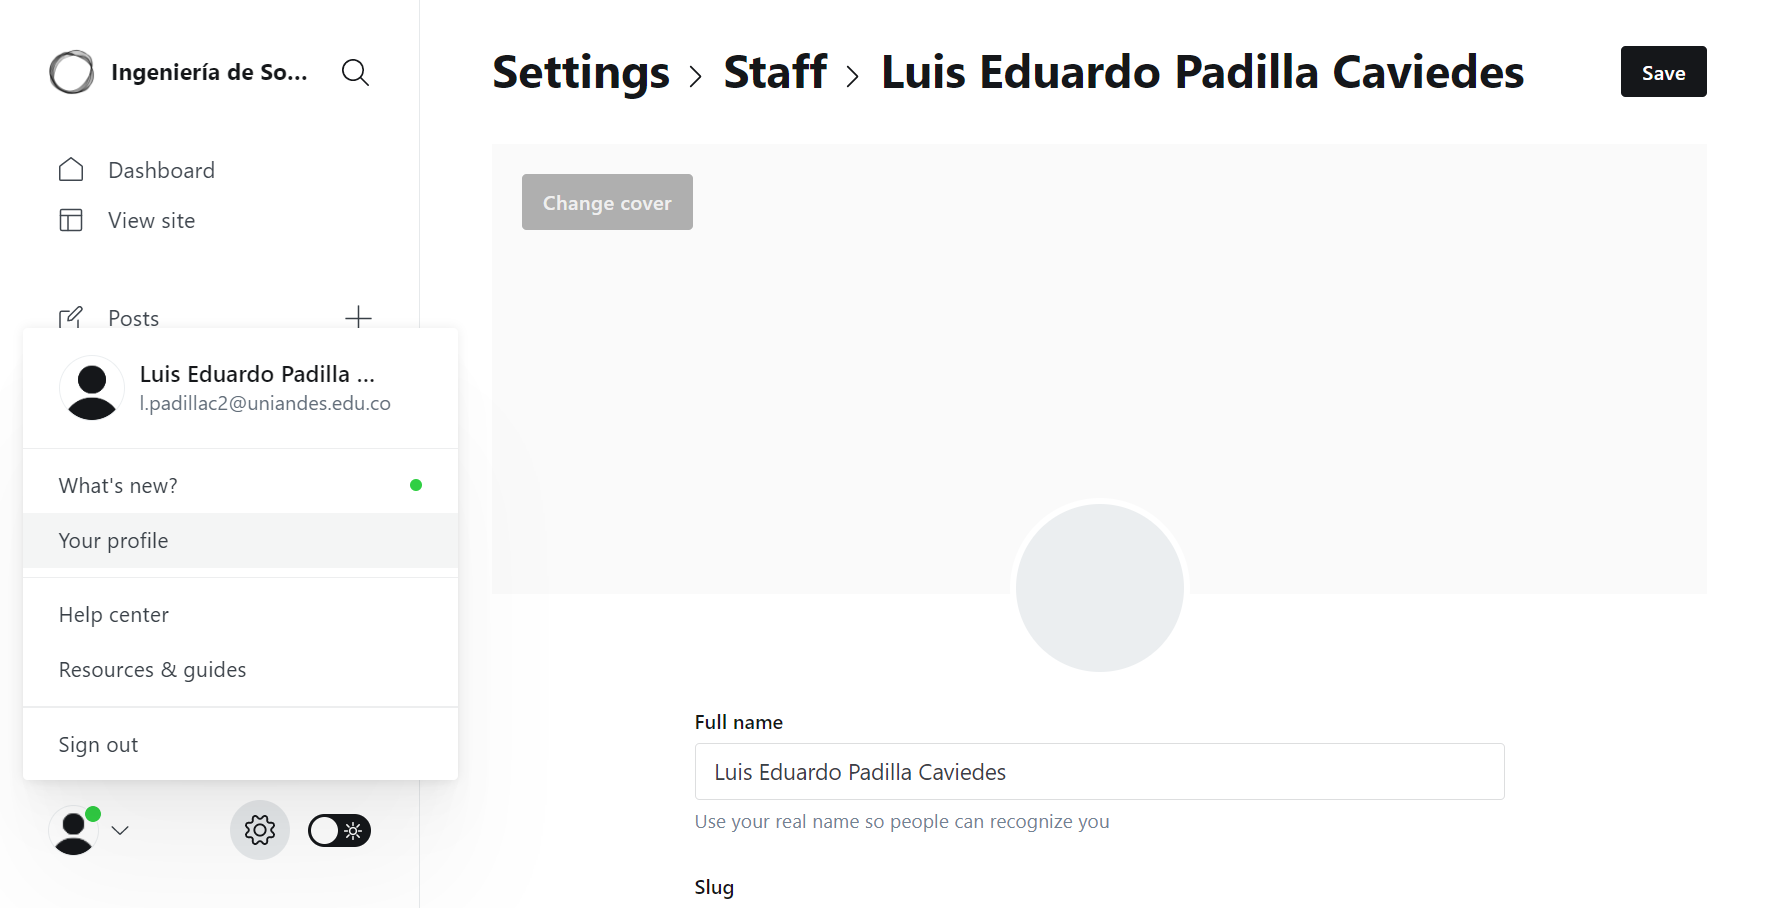 Ingeniería de So...
Dashboard
View site
Posts
Luis Eduardo Padilla ...
l.padillac2@uniandes.edu.co
What's new?
Your profile
Help center
Resources & guides
Sign out
Settings > Staff > Luis Eduardo Padilla Caviedes
Save
Change cover
Full name
Luis Eduardo Padilla Caviedes
Use your real name so people can recognize you
Slug